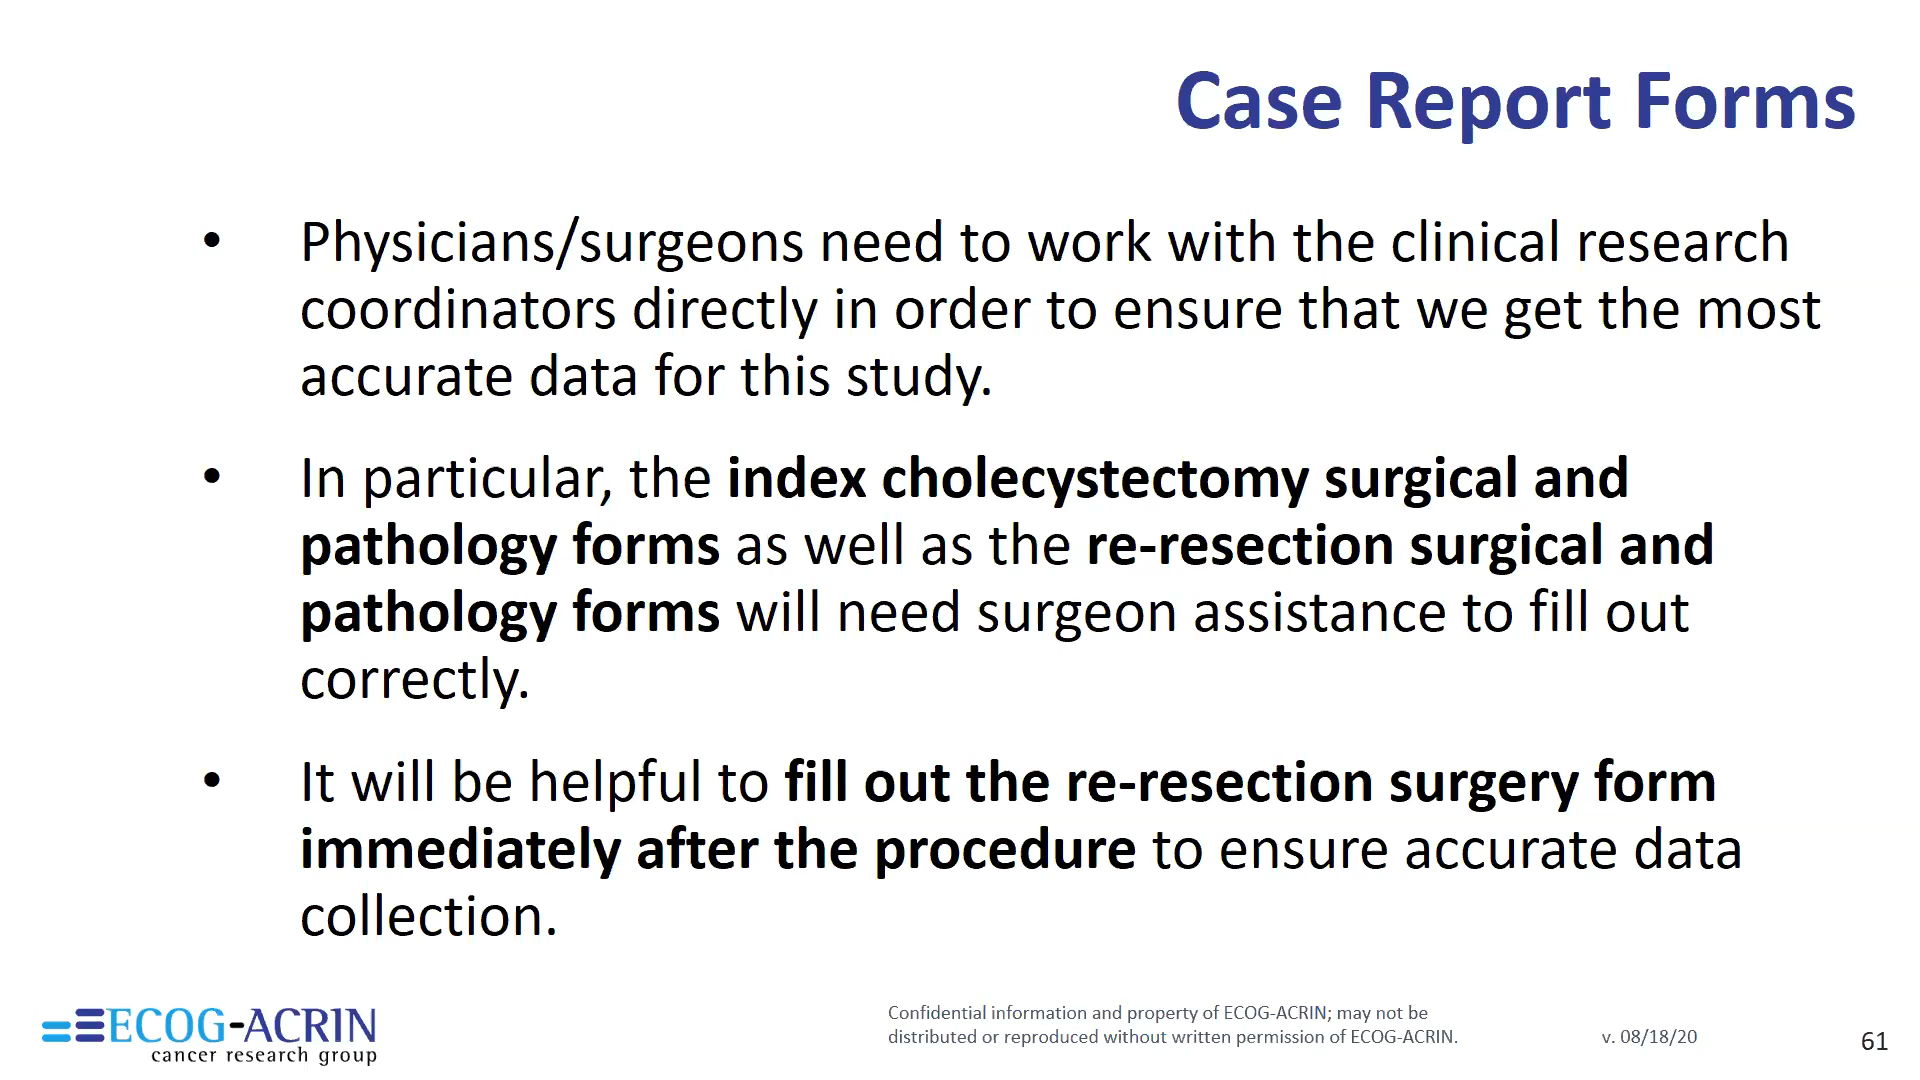 Case Report Forms
• Physicians/surgeons need to work with the clinical research
coordinators directly in order to ensure that we get the most
accurate data for this study.
• In particular, the index cholecystectomy surgical and
pathology forms as well as the re-resection surgical and
pathology forms will need surgeon assistance to fill out
correctly.
• It will be helpful to fill out the re-resection surgery form
immediately after the procedure to ensure accurate data
collection.
ECOG-ACRIN
cancer research group
Confidential information and property of ECOG-ACRIN; may not be
distributed or reproduced without written permission of ECOG-ACRIN.
v. 08/18/20
61